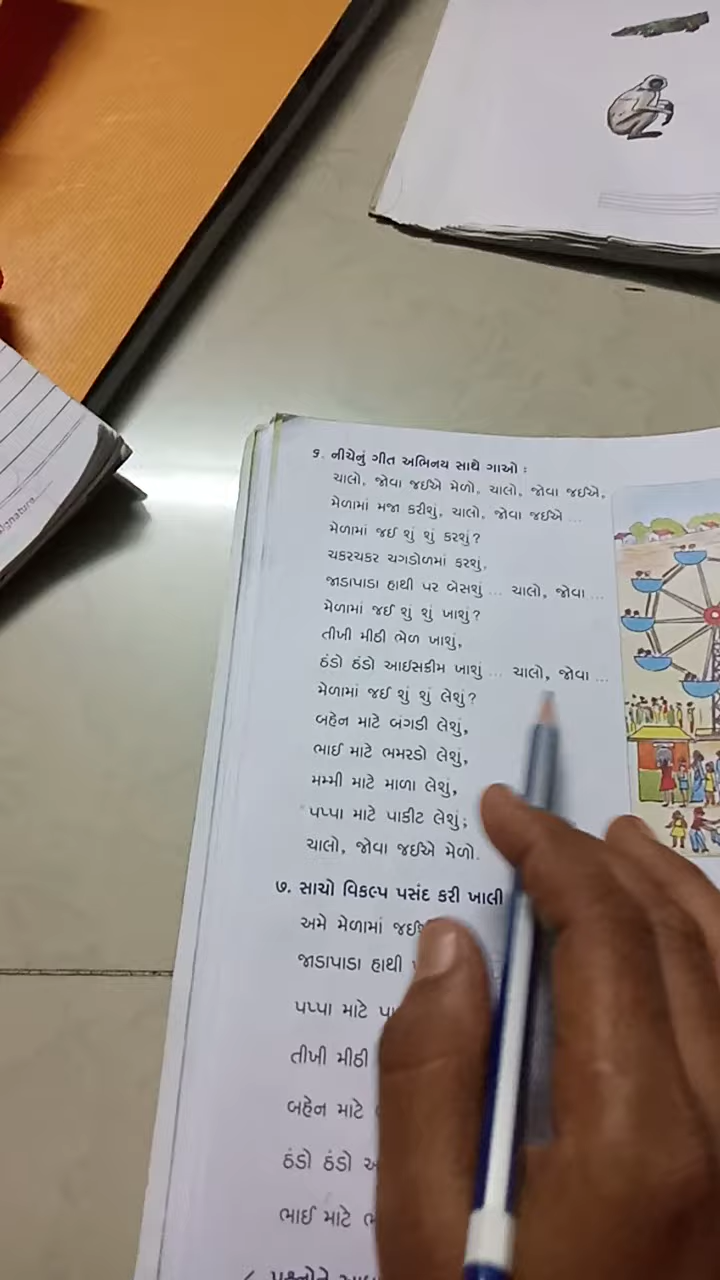 ignature
૬. નીચેનું ગીત અભિનય સાથે ગાઓ :
ચાલો, જોવા જઈએ મેળો, ચાલો, જોવા જઈએ,
મેળામાં મજા કરીશું, ચાલો, જોવા જઈએ ...
મેળામાં જઈ શું શું કરશું?
ચકરચકર ચગડોળમાં ફરશું,
જાડાપાડા હાથી પર બેસશું ... ચાલો, જોવા ...
મેળામાં જઈ શું શું ખાશું?
તીખી મીઠી ભેળ ખાશું,
ઠંડો ઠંડો આઇસકીમ ખાશું ... ચાલો, જોવા ...
મેળામાં જઈ શું શું લેશું?
બહેન માટે બંગડી લેશું,
ભાઈ માટે ભમરડો લેશું,
મમ્મી માટે માળા લેશું,
પપ્પા માટે પાકીટ લેશું;
ચાલો, જોવા જઈએ મેળો.
૭. સાચો વિકલ્પ પસંદ કરી ખાલી
અમે મેળામાં
જાડાપાડા હાથી
પપ્પા માટે
તીખી મીઠી
બહેન માટે
ઠંડો ઠંડો
ભાઈ માટે